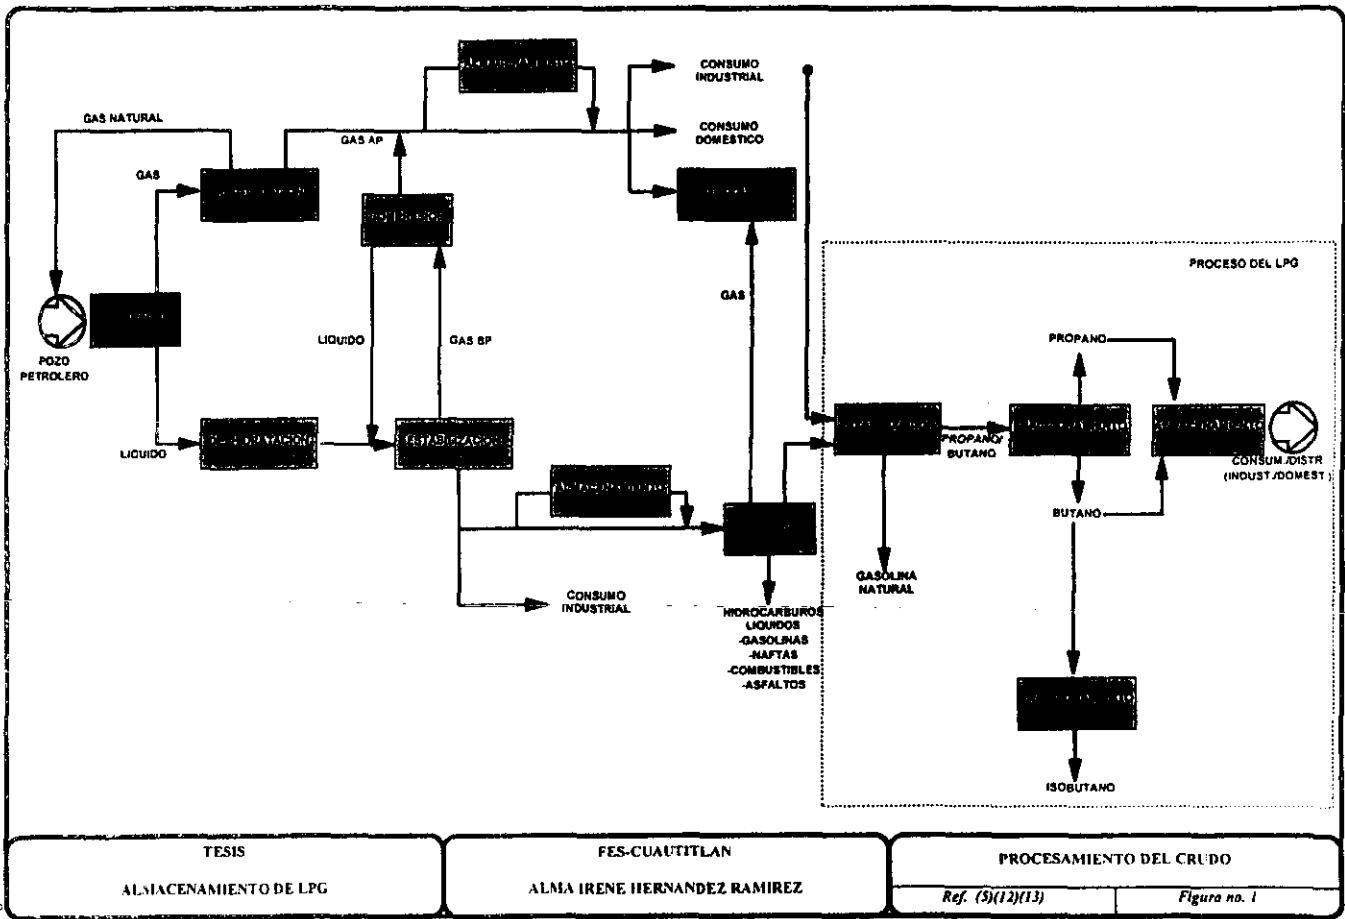 CONSUMO
INDUSTRIAL
GAS NATURAL
CONSUMO
DOMESTICO
GAS AP
GAS
PROCESO DEL LPG
GAS
LIQUIDO
GAS BP
POZO
PETROLERO
PROPANO
LIQUIDO
DESHIDRATACION
ESTABILIZACION
PROPANO/
BUTANO
CONSUM./DISTR
(INDUST./DOMEST.)
ALMACENAMIENTO
ALMACENAMIENTO
BUTANO
GASOLINA
NATURAL
CONSUMO
INDUSTRIAL
HIDROCARBUROS
LIQUIDOS
-GASOLINAS
-NAFTAS
-COMBUSTIBLES
-ASFALTOS
ISOBUTANO
TESIS
ALMACENAMIENTO DE LPG
FES-CUAUTITLAN
ALMA IRENE HERNANDEZ RAMIREZ
PROCESAMIENTO DEL CRUDO
Ref. (5)(12)(13)
Figura no. 1